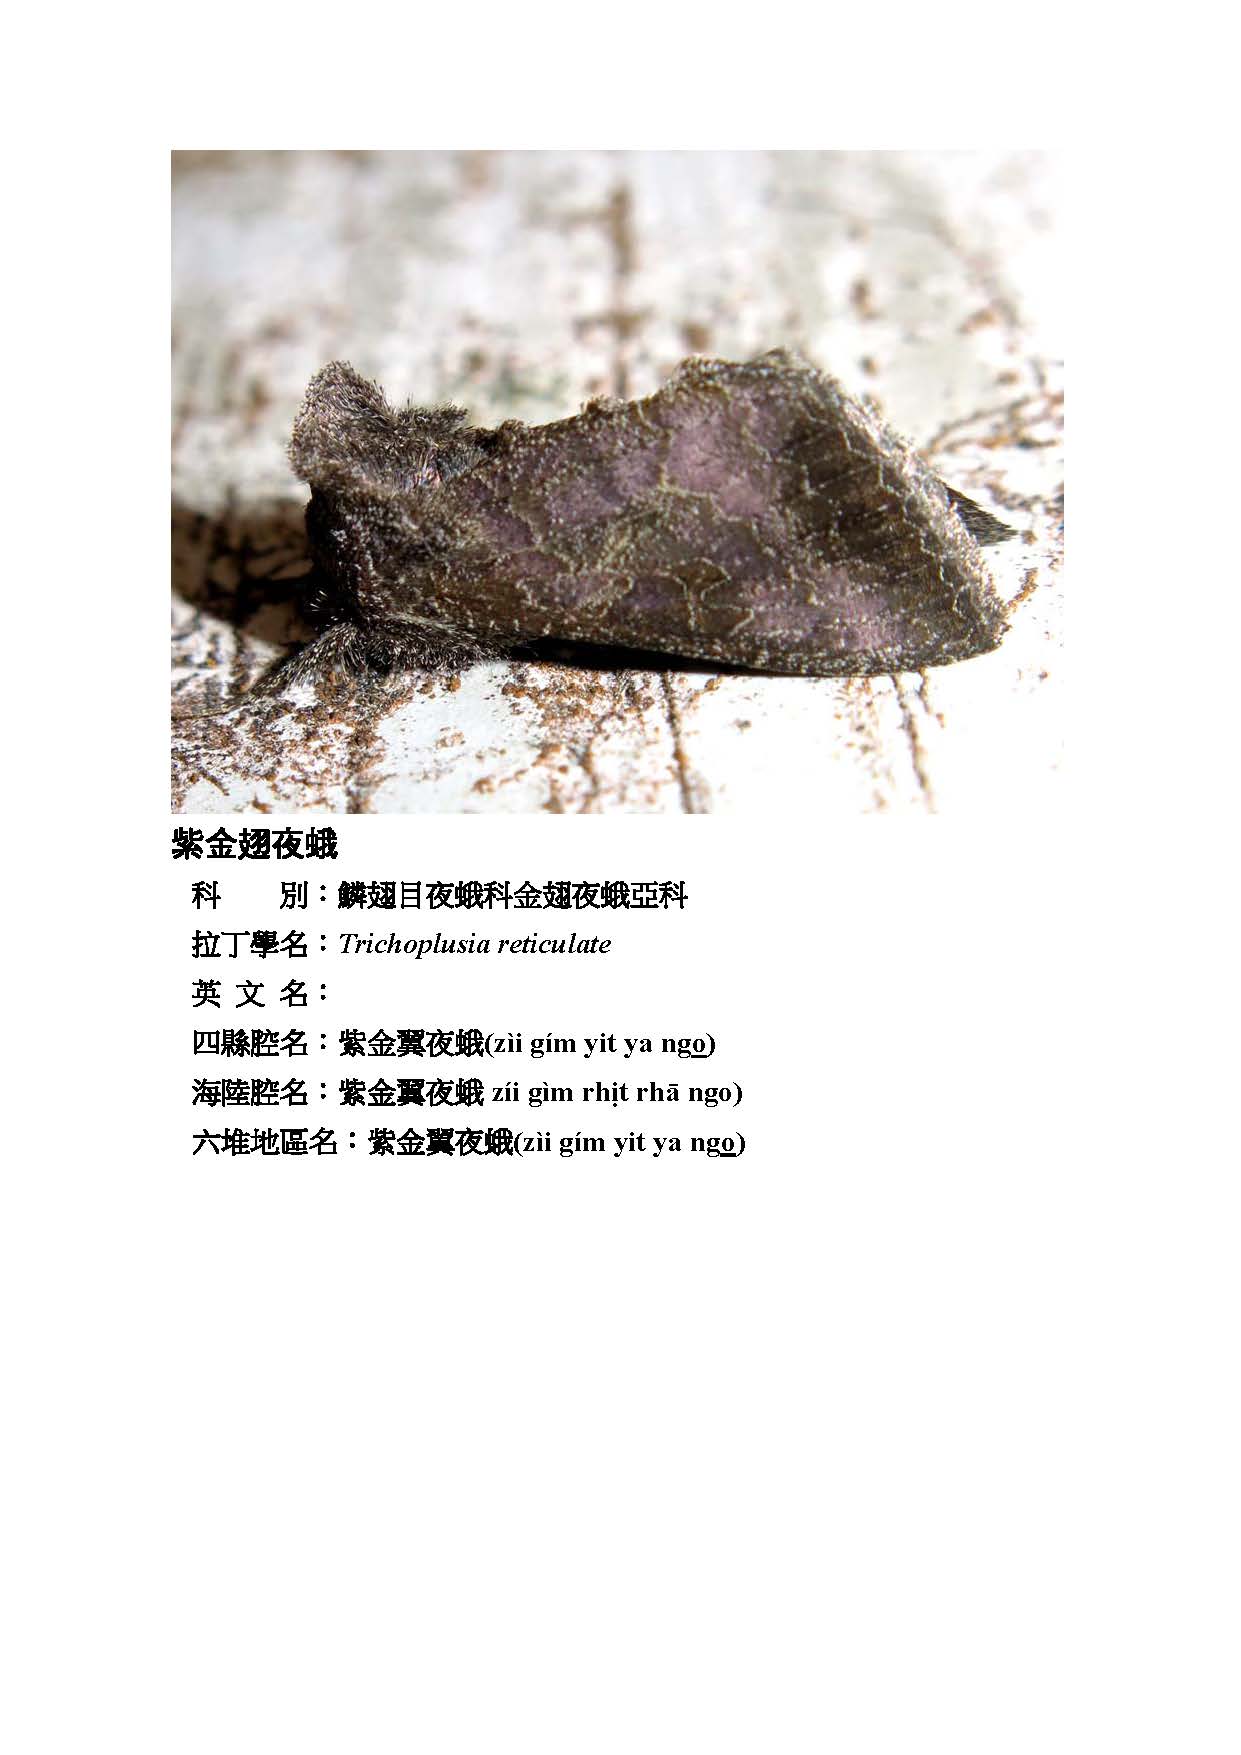 紫金翅夜蛾
科　　別：鱗翅目夜蛾科金翅夜蛾亞科
拉丁學名：Trichoplusia reticulate
英 文 名：
四縣腔名：紫金翼夜蛾(zìi gím yit ya ngo)
海陸腔名：紫金翼夜蛾 zíi gìm rhi̍t rhā ngo)
六堆地區名：紫金翼夜蛾(zìi gím yit ya ngo)